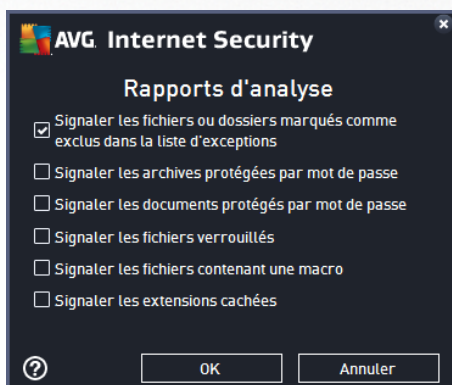 AVG. Internet Security
Rapports d'analyse
Signaler les fichiers ou dossiers marqués comme
exclus dans la liste d'exceptions
Signaler les archives protégées par mot de passe
Signaler les documents protégés par mot de passe
Signaler les fichiers verrouillés
Signaler les fichiers contenant une macro
Signaler les extensions cachées
?
OK
Annuler